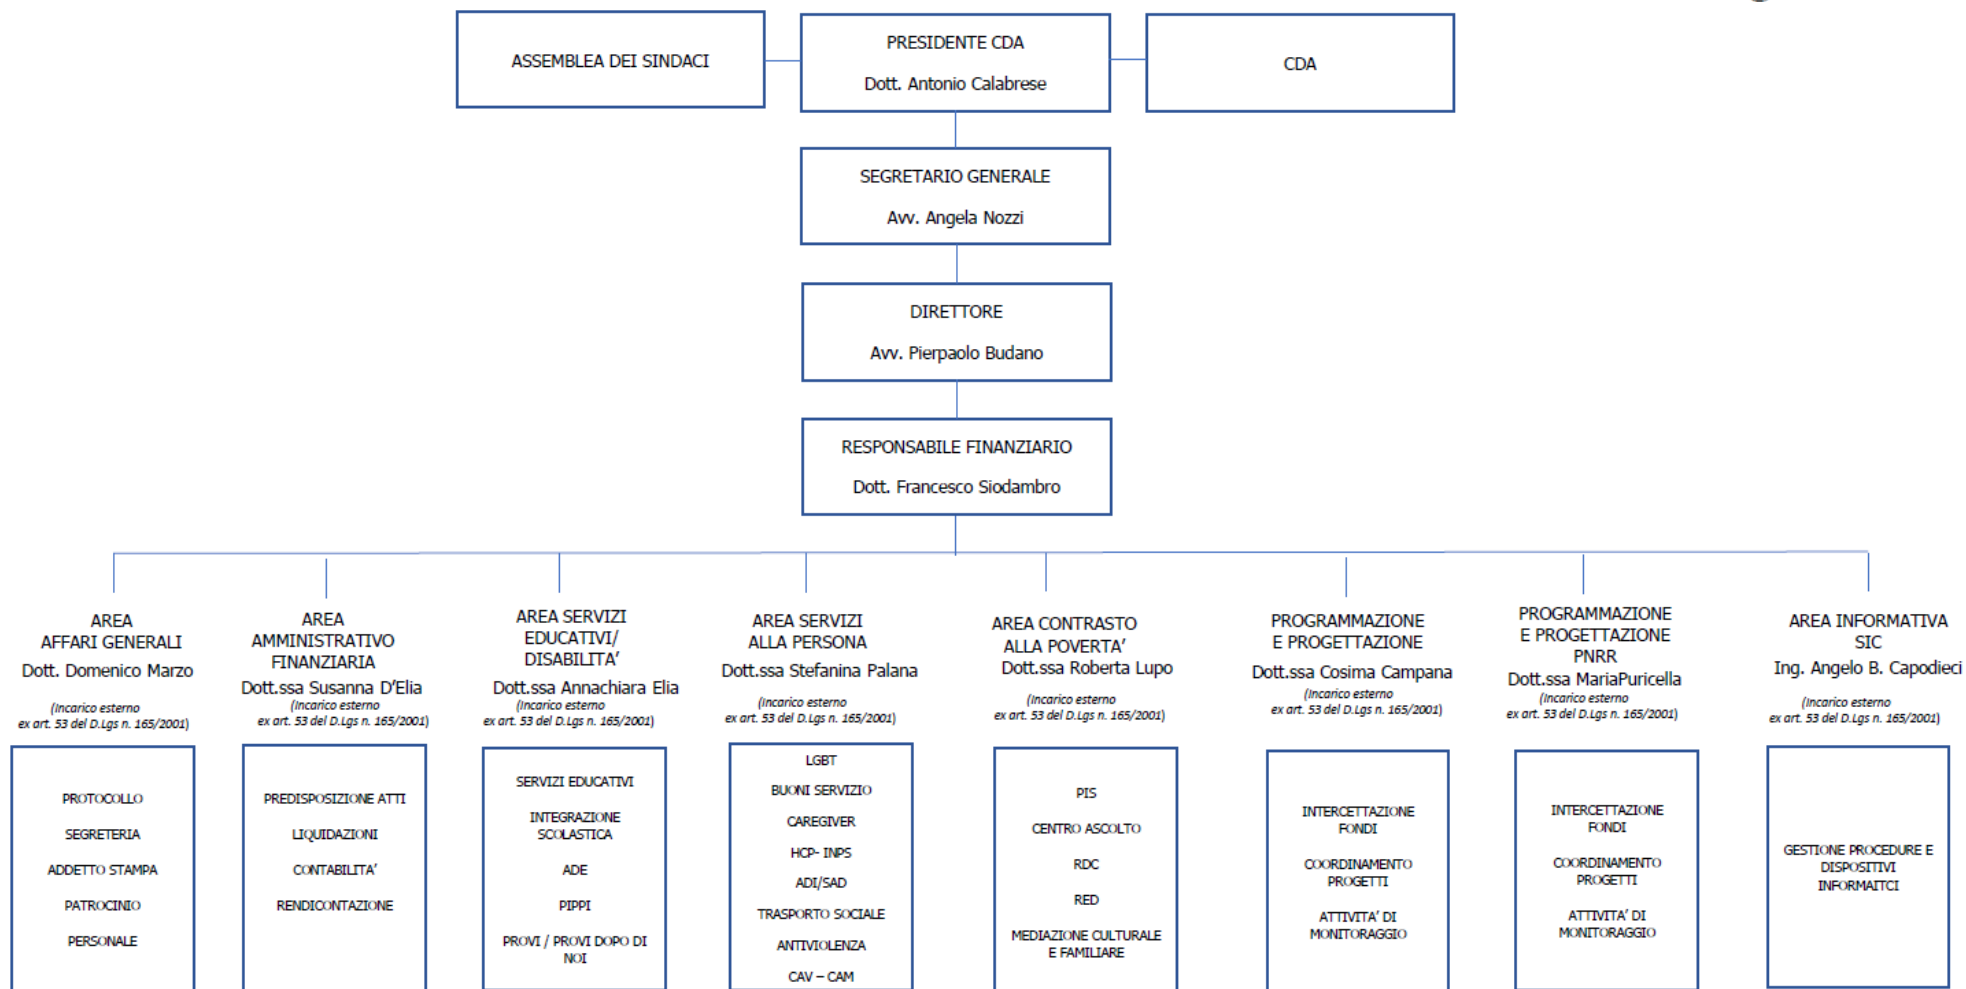 ASSEMBLEA DEI SINDACI
PRESIDENTE CDA
Dott. Antonio Calabrese
CDA
SEGRETARIO GENERALE
Avv. Angela Nozzi
DIRETTORE
Avv. Pierpaolo Budano
RESPONSABILE FINANZIARIO
Dott. Francesco Siodambro
AREA
AFFARI GENERALI
Dott. Domenico Marzo
(Incarico esterno
ex art. 53 del D.Lgs n. 165/2001)
PROTOCOLLO
SEGRETERIA
ADDETTO STAMPA
PATROCINIO
PERSONALE
AREA
AMMINISTRATIVO
FINANZIARIA
Dott.ssa Susanna D'Elia
(Incarico esterno
ex art. 53 del D.Lgs n. 165/2001)
PREDISPOSIZIONE ATTI
LIQUIDAZIONI
CONTABILITA'
RENDICONTAZIONE
AREA SERVIZI
EDUCATIVI/
DISABILITA'
Dott.ssa Annachiara Elia
(Incarico esterno
ex art. 53 del D.Lgs n. 165/2001)
SERVIZI EDUCATIVI
INTEGRAZIONE
SCOLASTICA
ADE
PIPPI
PROVI / PROVI DOPO DI
NOI
AREA SERVIZI
ALLA PERSONA
Dott.ssa Stefanina Palana
(Incarico esterno
ex art. 53 del D.Lgs n. 165/2001)
LGBT
BUONI SERVIZIO
CAREGIVER
HCP- INPS
ADI/SAD
TRASPORTO SOCIALE
ANTIVIOLENZA
CAV – CAM
AREA CONTRASTO
ALLA POVERTA'
Dott.ssa Roberta Lupo
(Incarico esterno
ex art. 53 del D.Lgs n. 165/2001)
PIS
CENTRO ASCOLTO
RDC
RED
MEDIAZIONE CULTURALE
E FAMILIARE
PROGRAMMAZIONE
E PROGETTAZIONE
Dott.ssa Cosima Campana
(Incarico esterno
ex art. 53 del D.Lgs n. 165/2001)
INTERCETTAZIONE
FONDI
COORDINAMENTO
PROGETTI
ATTIVITA' DI
MONITORAGGIO
PROGRAMMAZIONE
E PROGETTAZIONE
PNRR
Dott.ssa MariaPuricella
(Incarico esterno
ex art. 53 del D.Lgs n. 165/2001)
INTERCETTAZIONE
FONDI
COORDINAMENTO
PROGETTI
ATTIVITA' DI
MONITORAGGIO
AREA INFORMATIVA
SIC
Ing. Angelo B. Capodieci
(Incarico esterno
ex art. 53 del D.Lgs n. 165/2001)
GESTIONE PROCEDURE E
DISPOSITIVI
INFORMAITCI